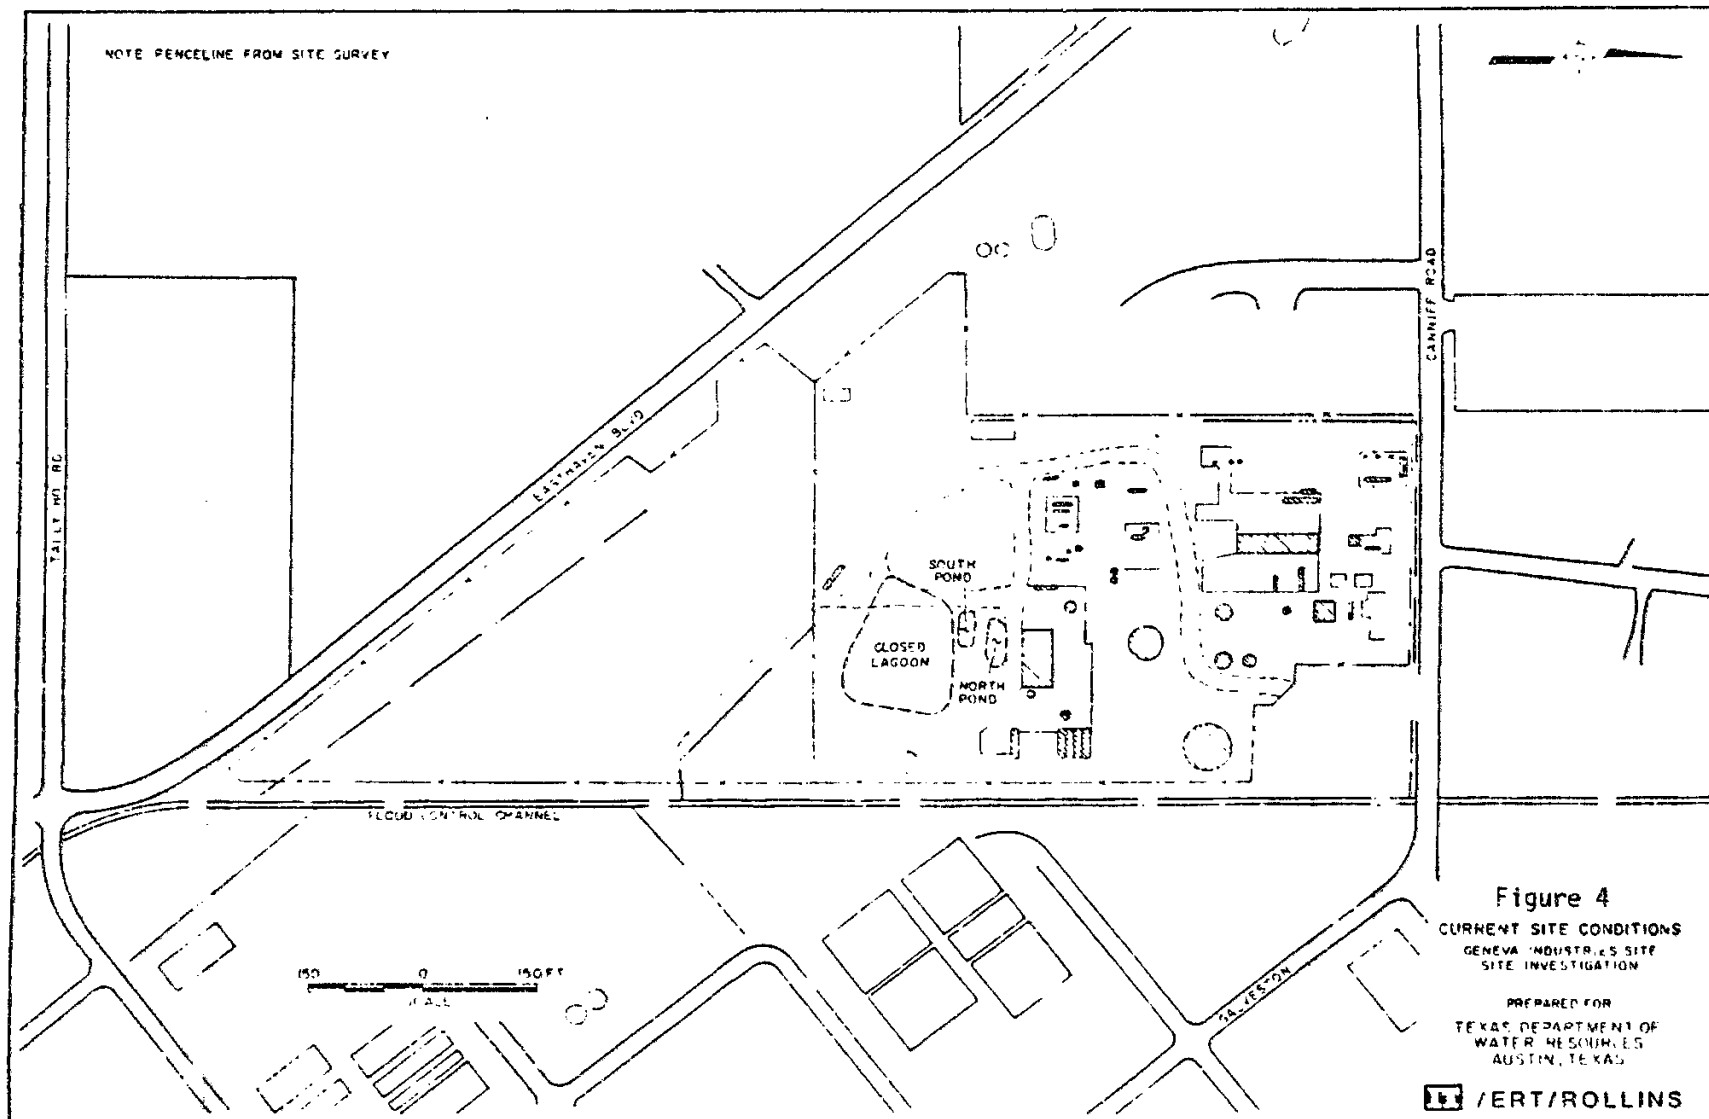 NOTE FENCELINE FROM SITE SURVEY
TALLY HO RD
EASTHAVEN BLVD
CANNIFF ROAD
SOUTH
POND
CLOSED
LAGOON
NORTH
POND
FLOOD CONTROL CHANNEL
150 0 150 FT
SCALE
GALVESTON
Figure 4
CURRENT SITE CONDITIONS
GENEVA INDUSTRIES SITE
SITE INVESTIGATION
PREPARED FOR
TEXAS DEPARTMENT OF
WATER RESOURCES
AUSTIN, TEXAS
/ERT/ROLLINS